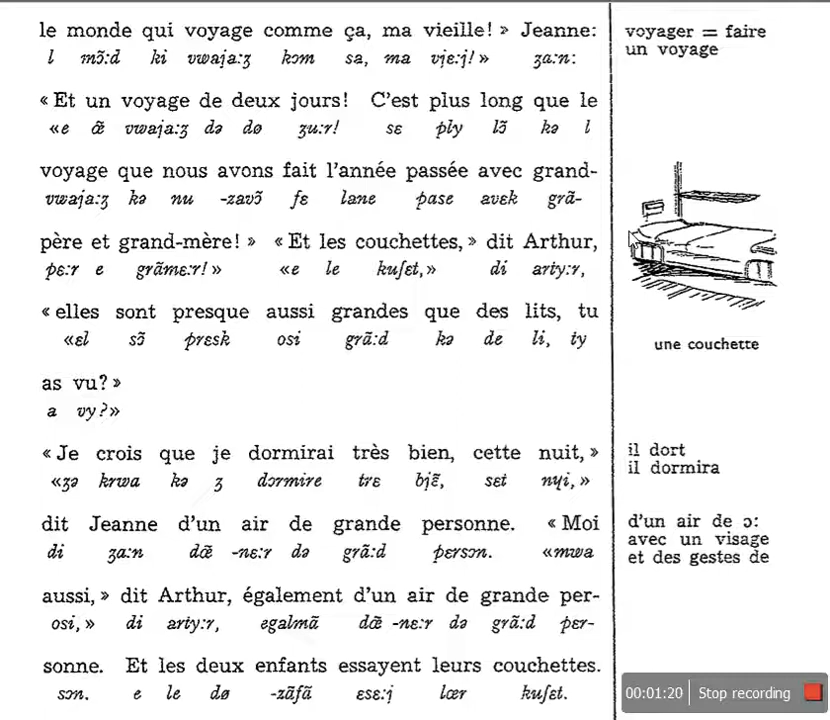 le monde qui voyage comme ça, ma vieille! » Jeanne:
l mɔ̃:d ki vwaja:ʒ kɔm sa, ma vjɛ:j! » ʒa:n:
« Et un voyage de deux jours! C'est plus long que le
«e œ̃ vwaja:ʒ də dø ʒu:r! sɛ ply lɔ̃ kə l
voyage que nous avons fait l'année passée avec grand-
vwaja:ʒ kə nu -zavɔ̃ fɛ lane pase avɛk grã-
père et grand-mère! » « Et les couchettes, » dit Arthur,
pɛ:r e grãmɛ:r! » «e le kuʃɛt, » di arty:r,
« elles sont presque aussi grandes que des lits, tu
«ɛl sɔ̃ prɛsk osi grã:d kə de li, ty
as vu? »
a vy? »
« Je crois que je dormirai très bien, cette nuit, »
«ʒə krwa kə ʒ dɔrmire trɛ bjɛ̃, sɛt nɥi, »
dit Jeanne d'un air de grande personne. « Moi
di ʒa:n dœ̃ -nɛ:r də grã:d pɛrsɔn. «mwa
aussi, » dit Arthur, également d'un air de grande per-
osi, » di arty:r, egalmã dœ̃ -nɛ:r də grã:d pɛr-
sonne. Et les deux enfants essayent leurs couchettes.
sɔn. e le dø -zãfã ɛsɛ:j lœr kuʃɛt.
voyager = faire
un voyage
une couchette
il dort
il dormira
d'un air de ɔ:
avec un visage
et des gestes de
00:01:20 Stop recording